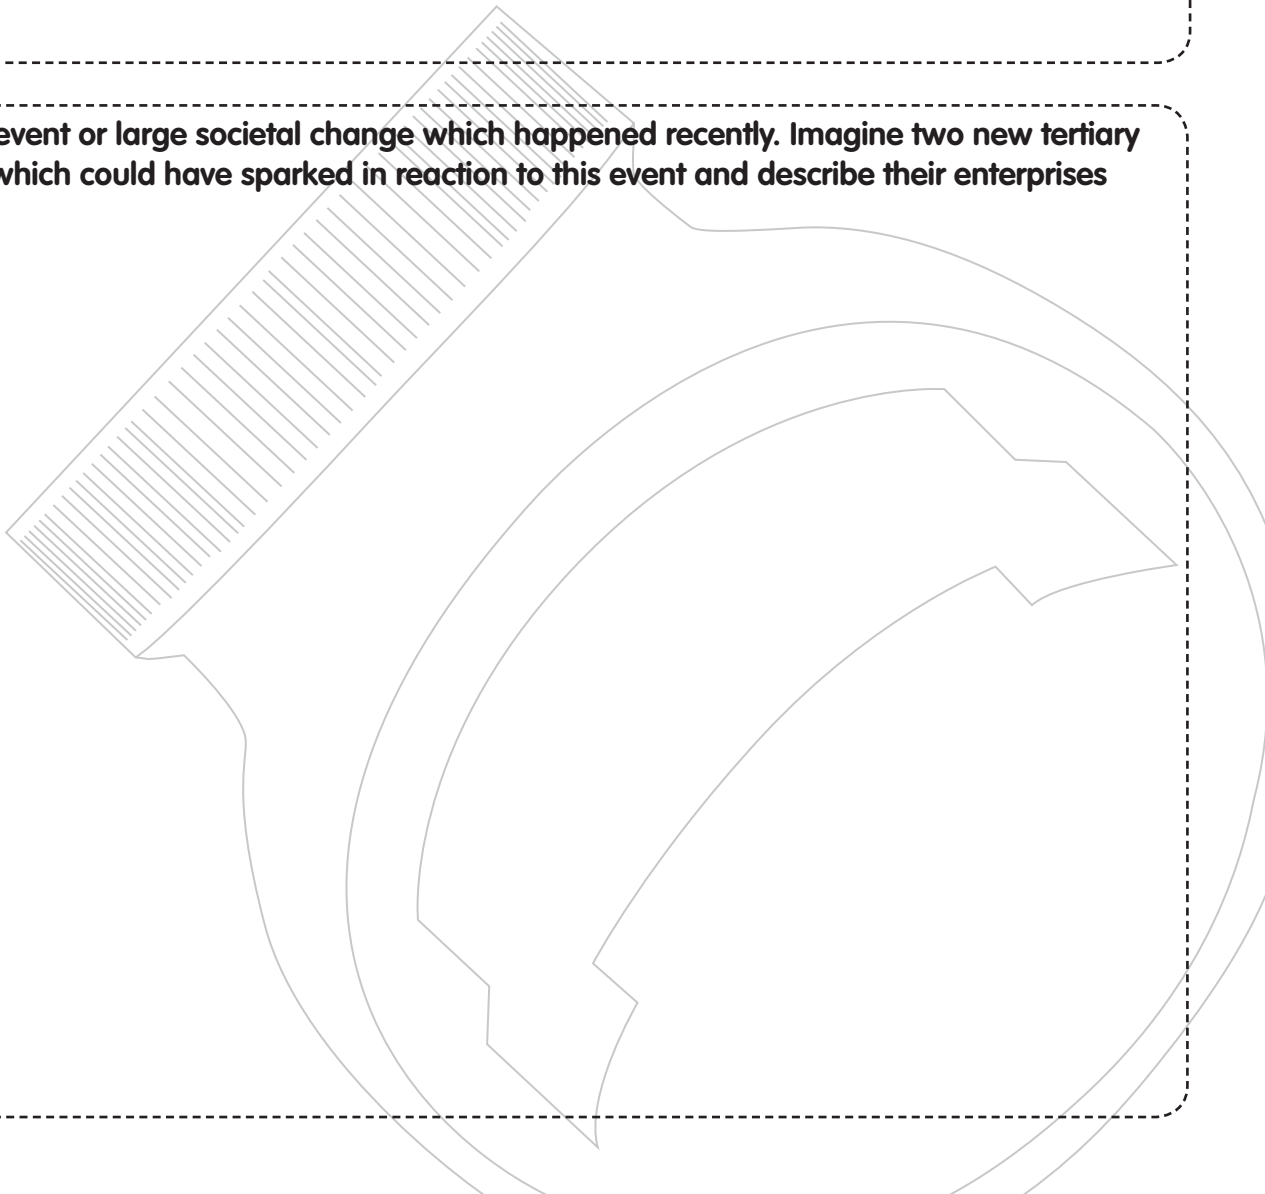 event or large societal change which happened recently. Imagine two new tertiary
which could have sparked in reaction to this event and describe their enterprises